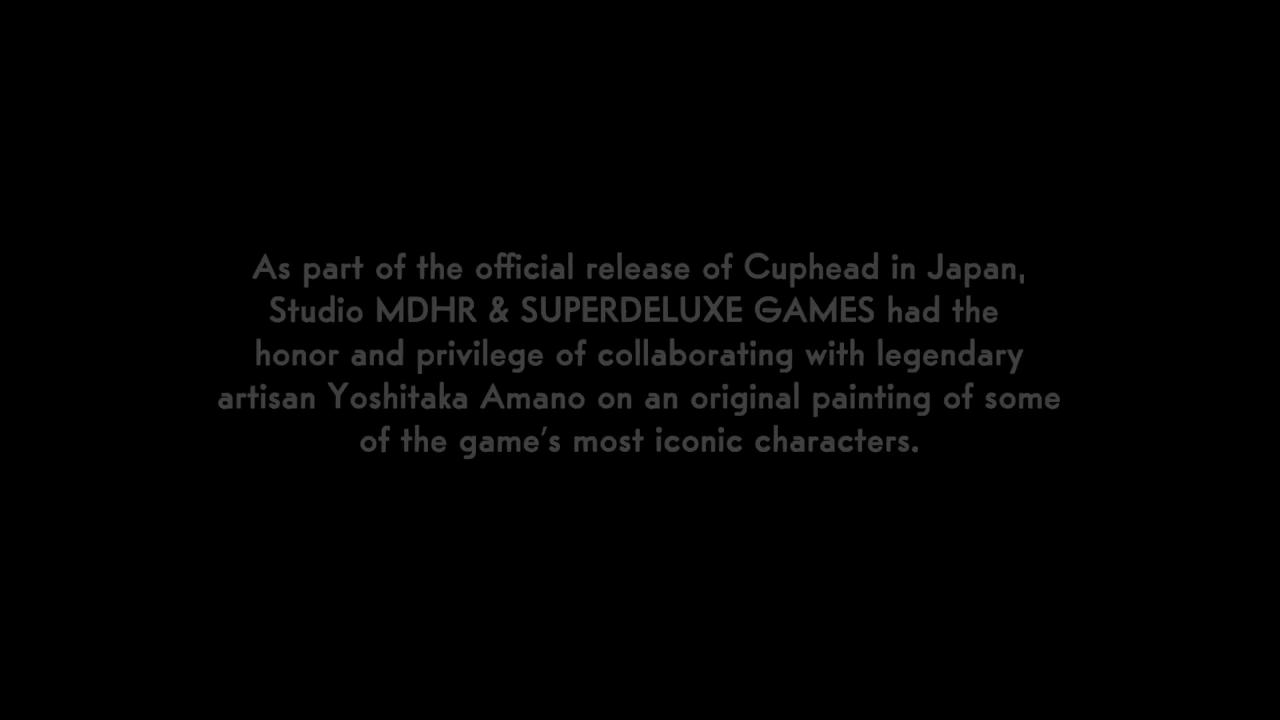 As part of the official release of Cuphead in Japan,
Studio MDHR & SUPERDELUXE GAMES had the
honor and privilege of collaborating with legendary
artisan Yoshitaka Amano on an original painting of some
of the game’s most iconic characters.